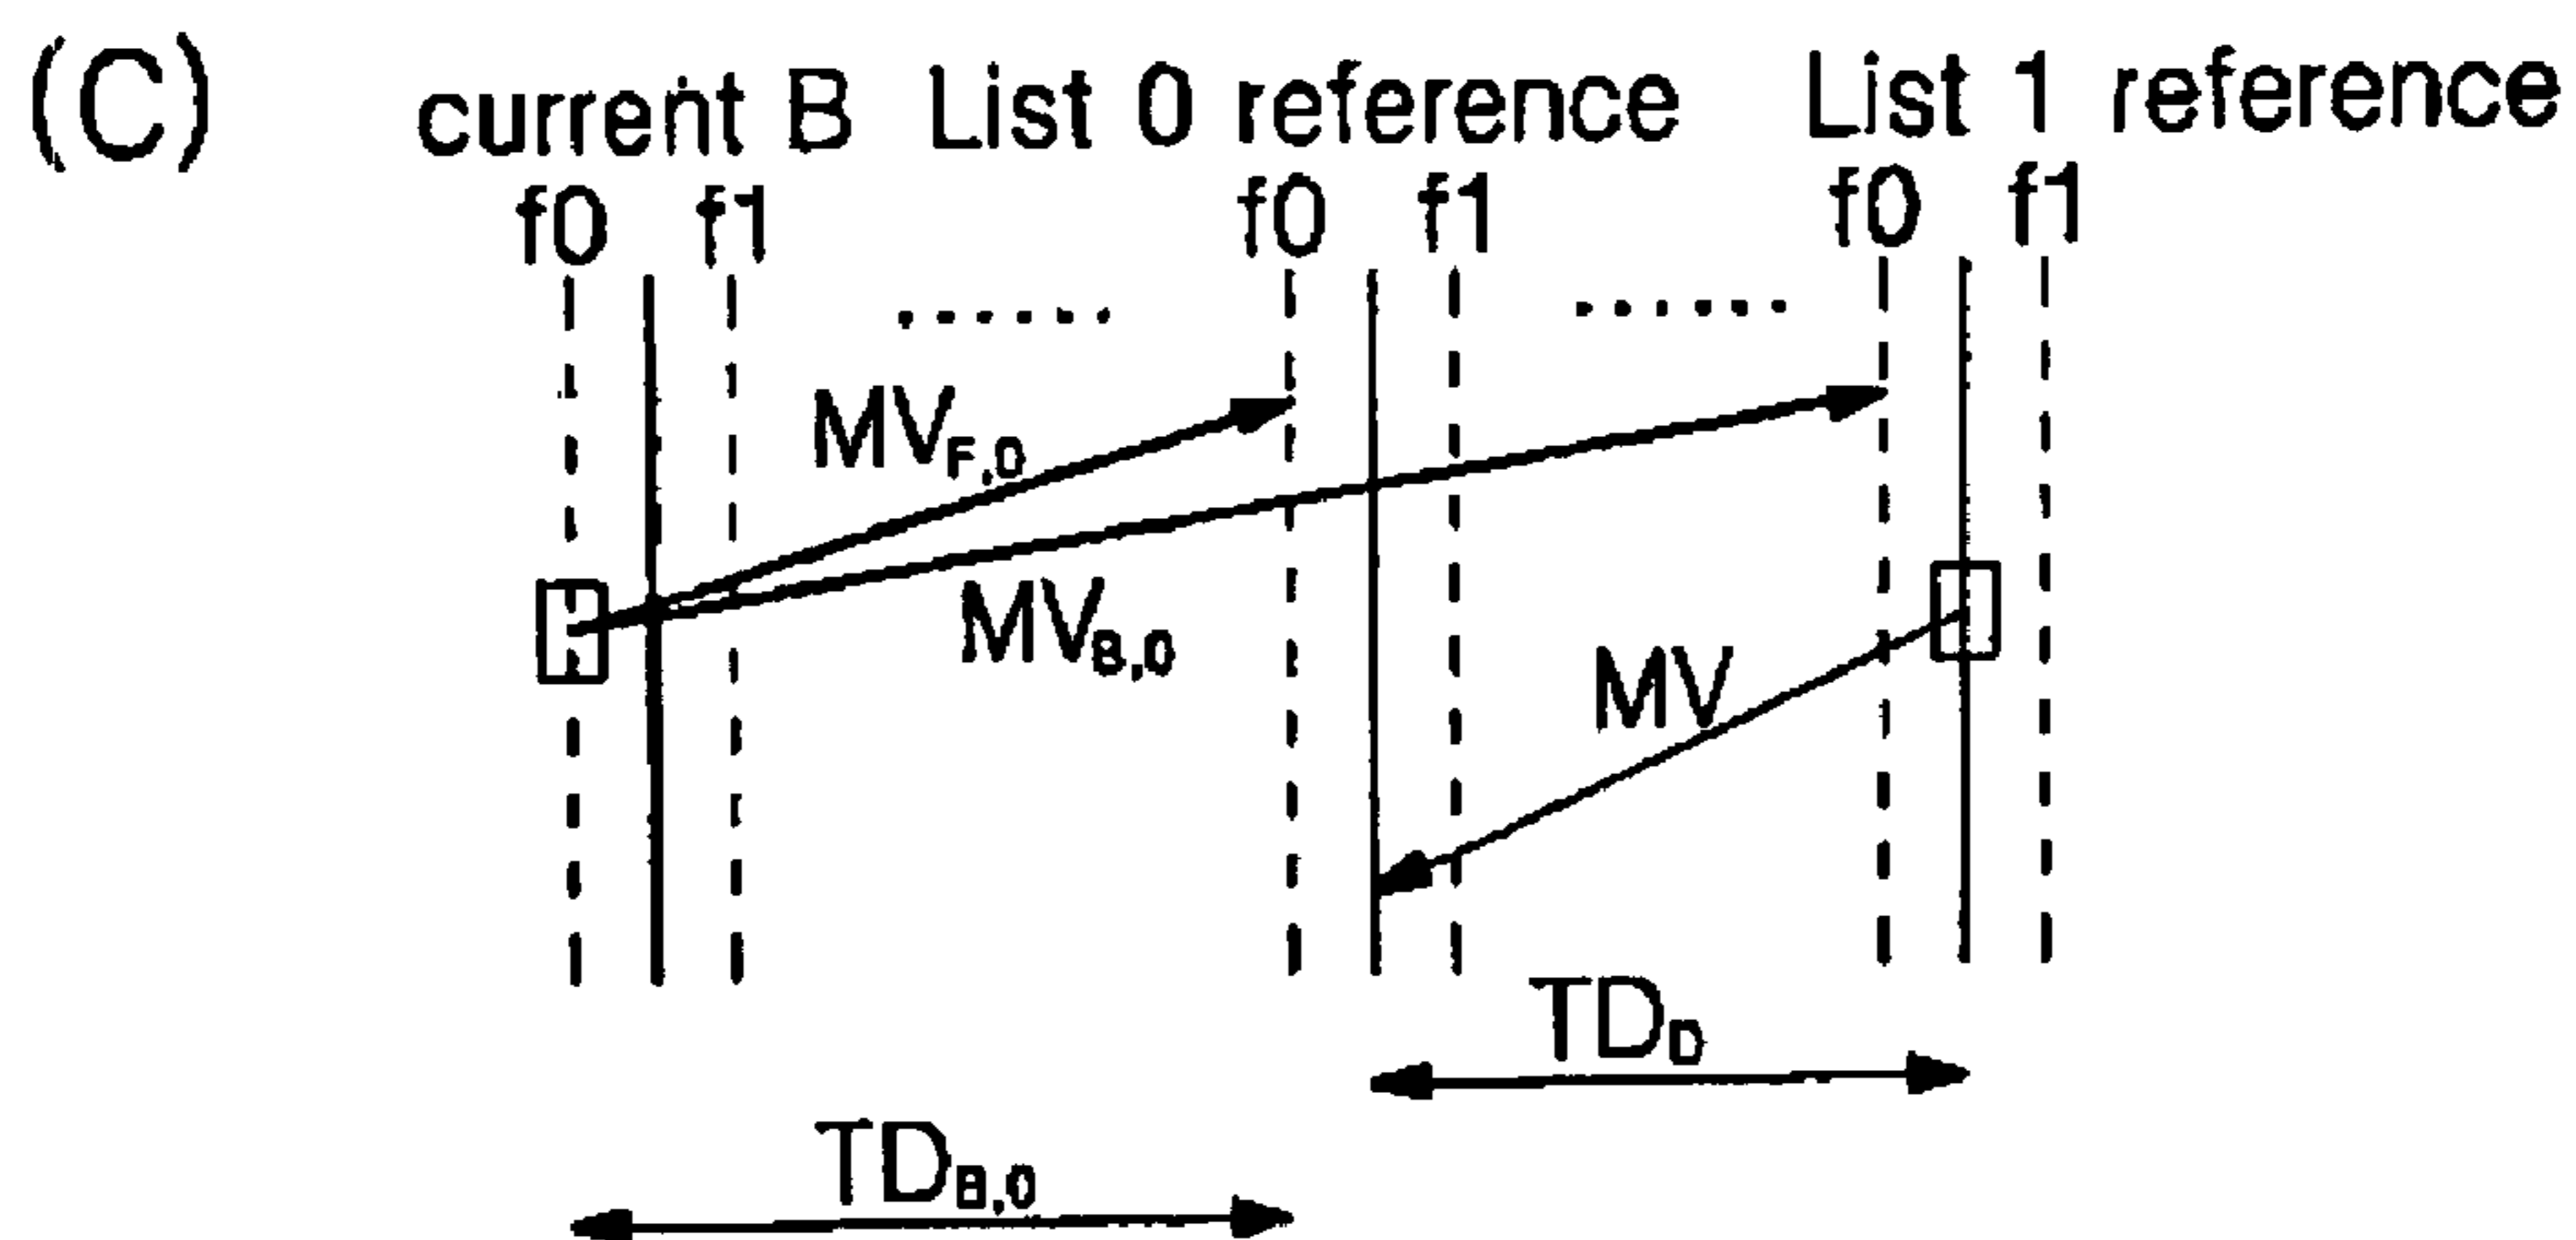 (C) current B List 0 reference List 1 reference
f0 f1 f0 f1 f0 f1
MVF,0
MVB,0
MV
TDD
TDB,0